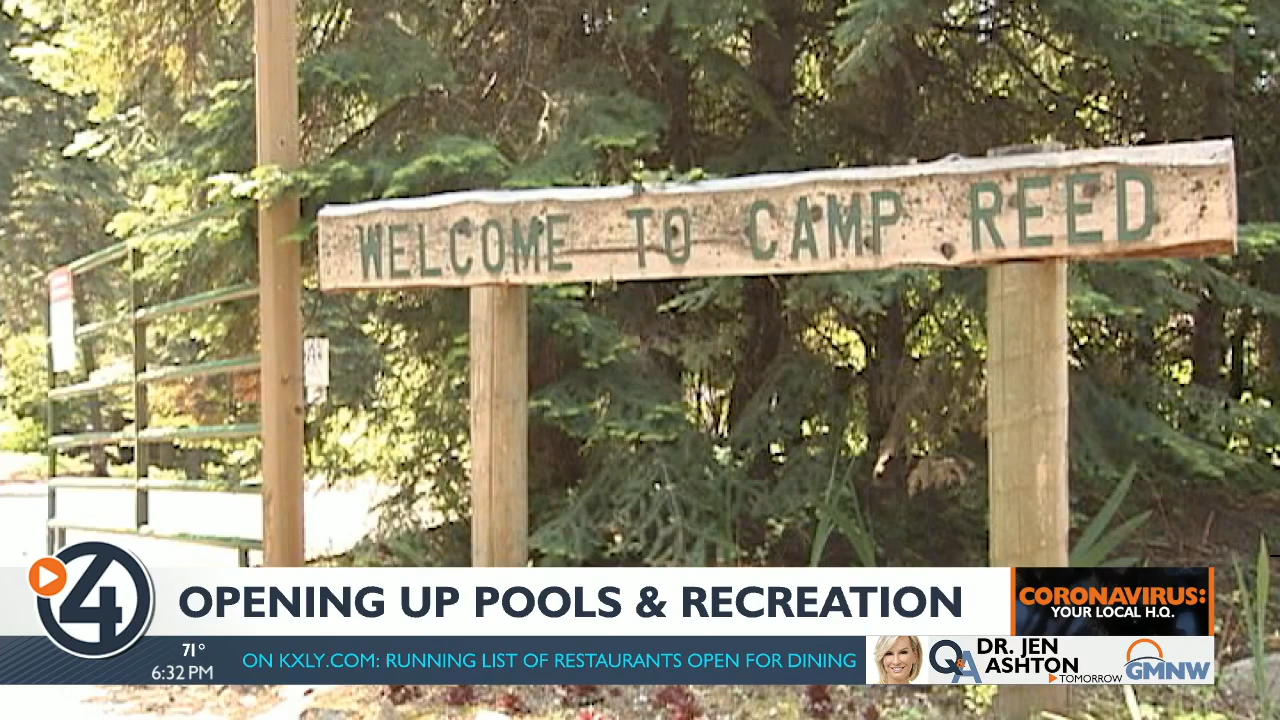 WELCOME TO CAMP REED
4
OPENING UP POOLS & RECREATION
CORONAVIRUS:
YOUR LOCAL H.Q.
71°
6:32 PM
ON KXLY.COM: RUNNING LIST OF RESTAURANTS OPEN FOR DINING
Q&A
DR. JEN
ASHTON
TOMORROW
GMNW